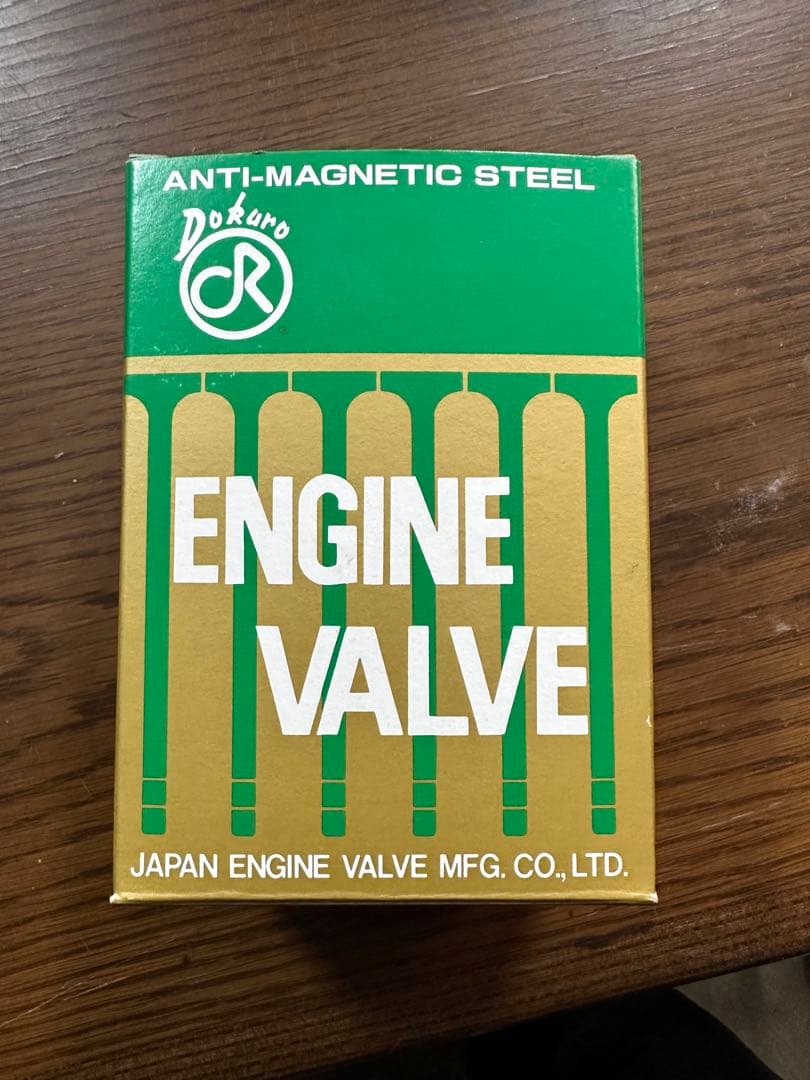 ANTI-MAGNETIC STEEL
Dokuro
R
ENGINE
VALVE
JAPAN ENGINE VALVE MFG. CO., LTD.